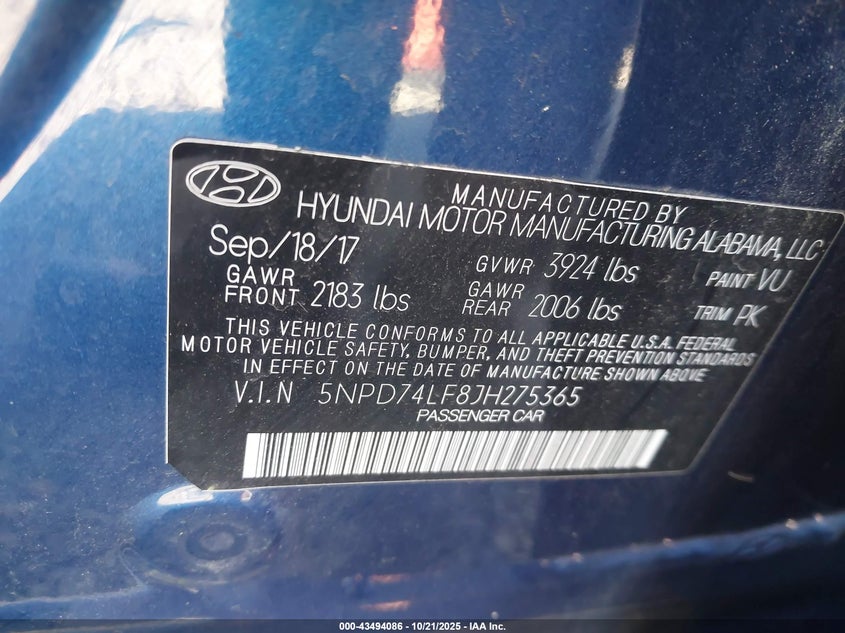 MANUFACTURED BY
HYUNDAI MOTOR MANUFACTURING ALABAMA, LLC
Sep/18/17 GVWR 3924 lbs PAINT VU
GAWR FRONT 2183 lbs GAWR REAR 2006 lbs TRIM PK
THIS VEHICLE CONFORMS TO ALL APPLICABLE U.S.A. FEDERAL
MOTOR VEHICLE SAFETY, BUMPER, AND THEFT PREVENTION STANDARDS
IN EFFECT ON THE DATE OF MANUFACTURE SHOWN ABOVE
V.I.N 5NPD74LF8JH275365
PASSENGER CAR
000-43494086 - 10/21/2025 - IAA Inc.